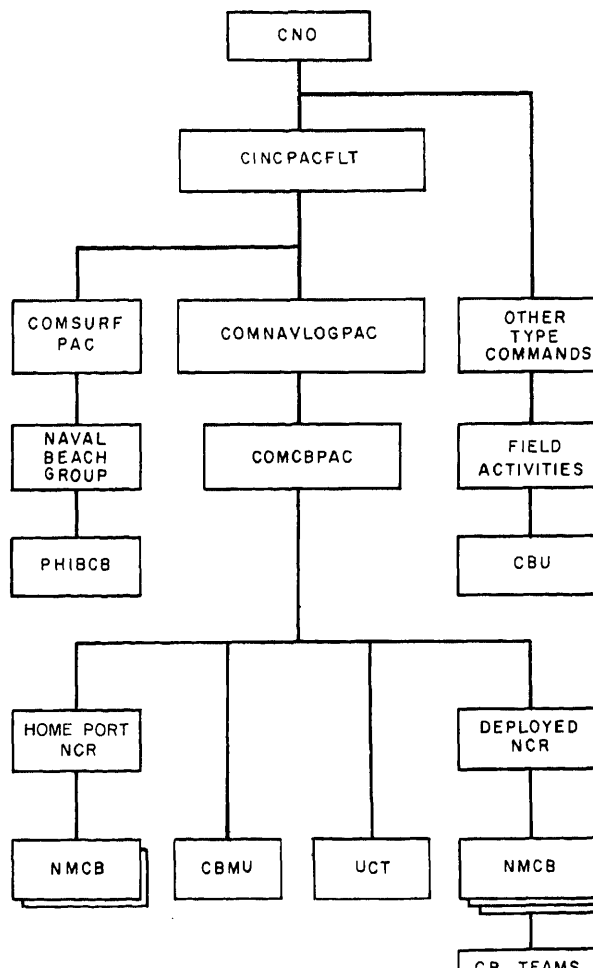 CNO
CINCPACFLT
COMSURF
PAC
COMNAVLOGPAC
OTHER
TYPE
COMMANDS
NAVAL
BEACH
GROUP
COMCBPAC
FIELD
ACTIVITIES
PHIBCB
CBU
HOME PORT
NCR
DEPLOYED
NCR
NMCB
CBMU
UCT
NMCB
CB TEAMS